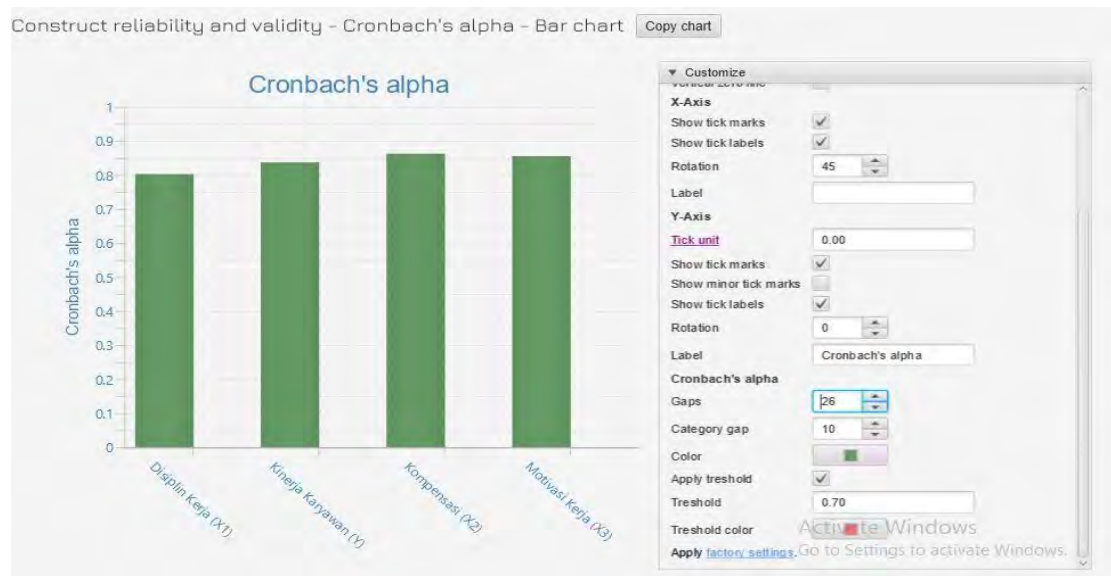 Construct reliability and validity - Cronbach's alpha - Bar chart Copy chart
Cronbach's alpha
1
0.9
0.8
0.7
0.6
0.5
0.4
0.3
0.2
0.1
0
Cronbach's alpha
Disiplin Kerja (X1)
Kinerja Karyawan (Y)
Kompensasi (X2)
Motivasi Kerja (X3)
Customize
Vertical zero line
X-Axis
Show tick marks
Show tick labels
Rotation 45
Label
Y-Axis
Tick unit 0.00
Show tick marks
Show minor tick marks
Show tick labels
Rotation 0
Label Cronbach's alpha
Cronbach's alpha
Gaps 26
Category gap 10
Color
Apply treshold
Treshold 0.70
Treshold color
Apply factory settings.
Activate Windows
Go to Settings to activate Windows.